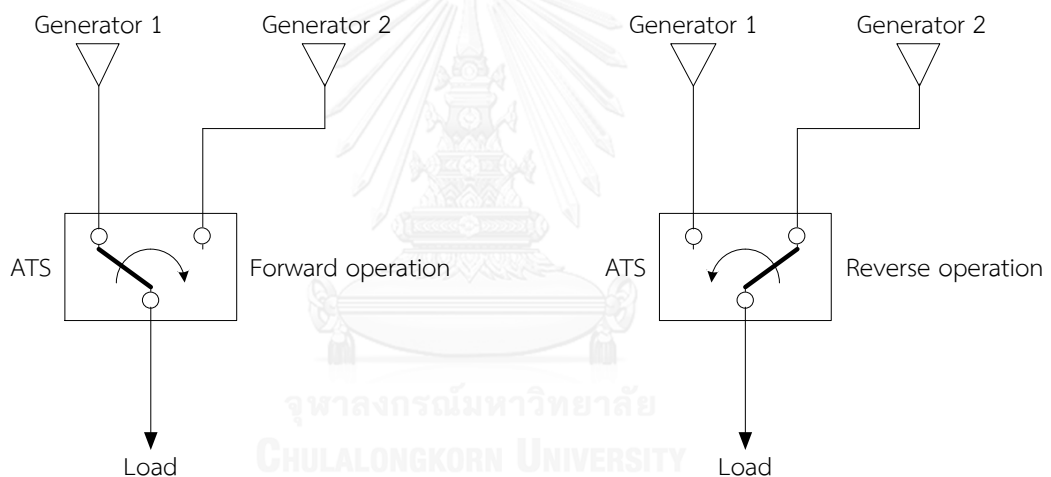 Generator 1
Generator 2
ATS
Forward operation
Load
Generator 1
Generator 2
ATS
Reverse operation
Load
จุฬาลงกรณ์มหาวิทยาลัย
CHULALONGKORN UNIVERSITY